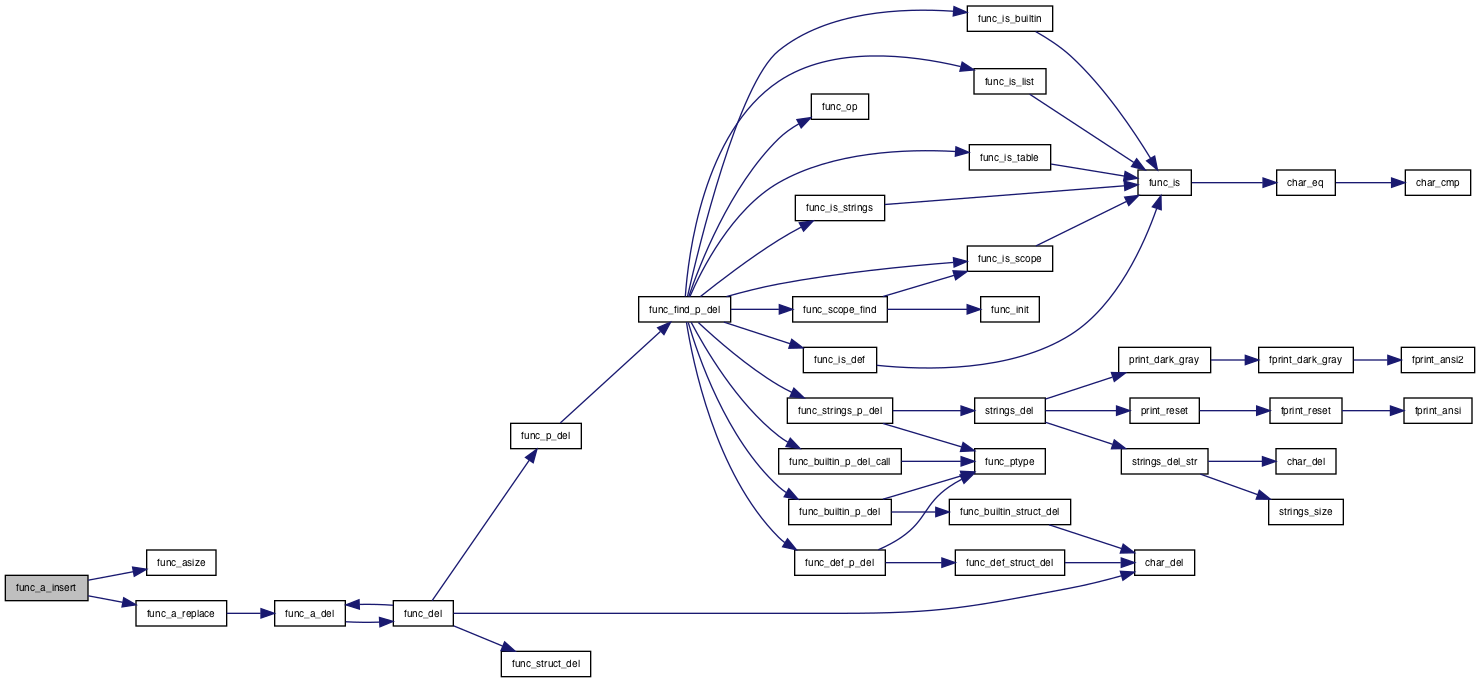 func_is_builtin
func_is_list
func_op
func_is_table
func_is
char_eq
char_cmp
func_is_strings
func_is_scope
func_find_p_del
func_scope_find
func_init
func_is_def
print_dark_gray
fprint_dark_gray
fprint_ansi2
func_strings_p_del
strings_del
print_reset
fprint_reset
fprint_ansi
func_p_del
func_builtin_p_del_call
func_ptype
strings_del_str
char_del
func_builtin_p_del
func_builtin_struct_del
strings_size
func_asize
func_def_p_del
func_def_struct_del
char_del
func_a_insert
func_a_replace
func_a_del
func_del
func_struct_del